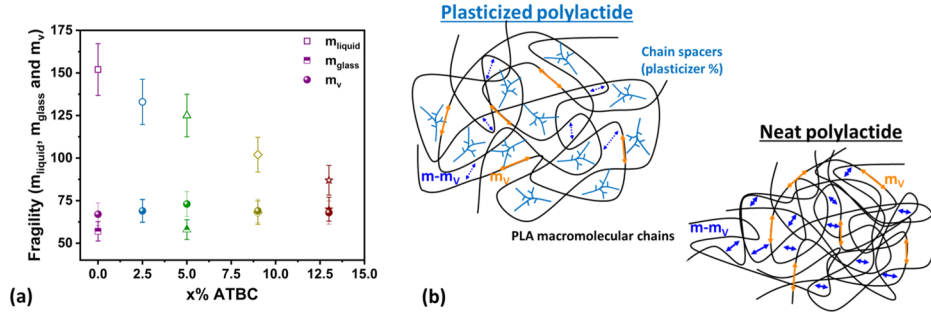 (a)
Fragility (mliquid, mglass and mv)
175
150
125
100
75
50
0.0 2.5 5.0 7.5 10.0 12.5 15.0
x% ATBC
mliquid
mglass
mv
(b)
Plasticized polylactide
Chain spacers
(plasticizer %)
m-mV
mV
PLA macromolecular chains
Neat polylactide
m-mV
mV